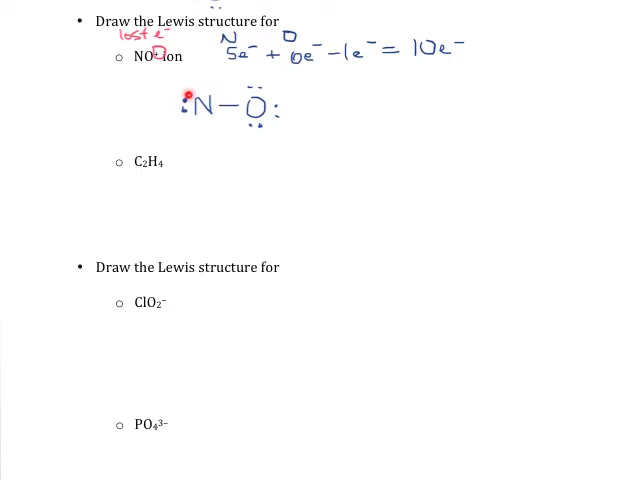 • Draw the Lewis structure for
lost e⁻
N O
○ NO⁺ ion 5e⁻ + 6e⁻ - 1e⁻ = 10e⁻
:N — O:
○ C₂H₄
• Draw the Lewis structure for
○ ClO₂⁻
○ PO₄³⁻